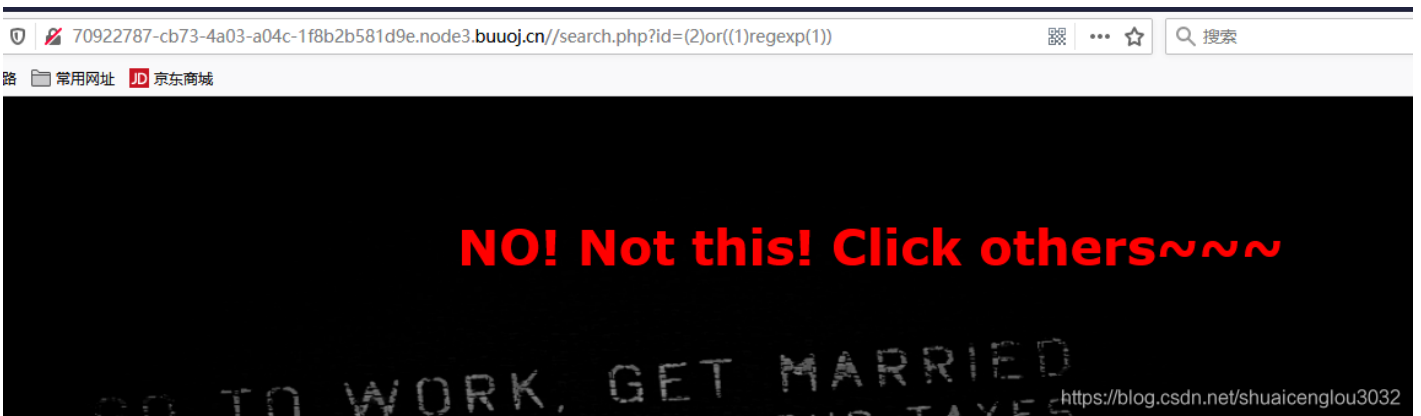 70922787-cb73-4a03-a04c-1f8b2b581d9e.node3.buuoj.cn//search.php?id=(2)or((1)regexp(1)) 搜索
路 常用网址 JD 京东商城
NO! Not this! Click others~~~
GO TO WORK, GET MARRIED
https://blog.csdn.net/shuaicenglou3032